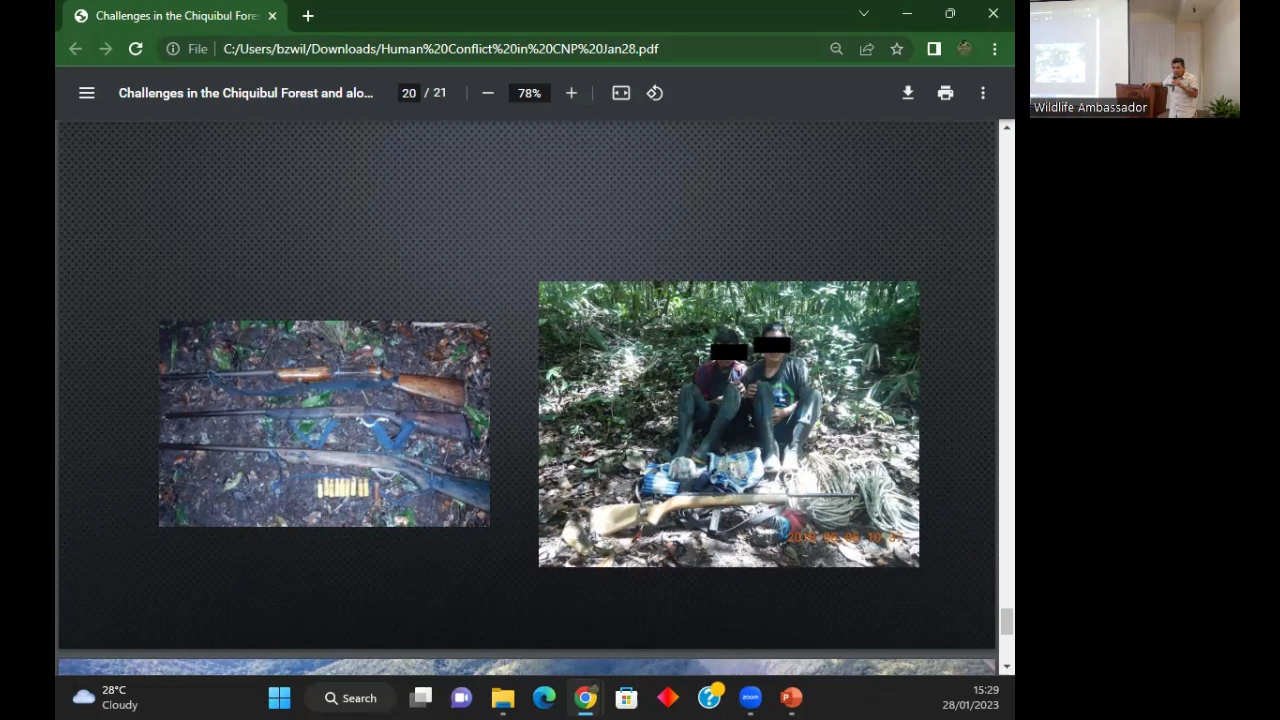 Challenges in the Chiquibul Fore
File
C:/Users/bzwil/Downloads/Human%20Conflict%20in%20CNP%20Jan28.pdf
Challenges in the Chiquibul Forest and alo...
20 / 21
78%
Wildlife Ambassador
28°C
Cloudy
Search
zoom
P
15:29
28/01/2023